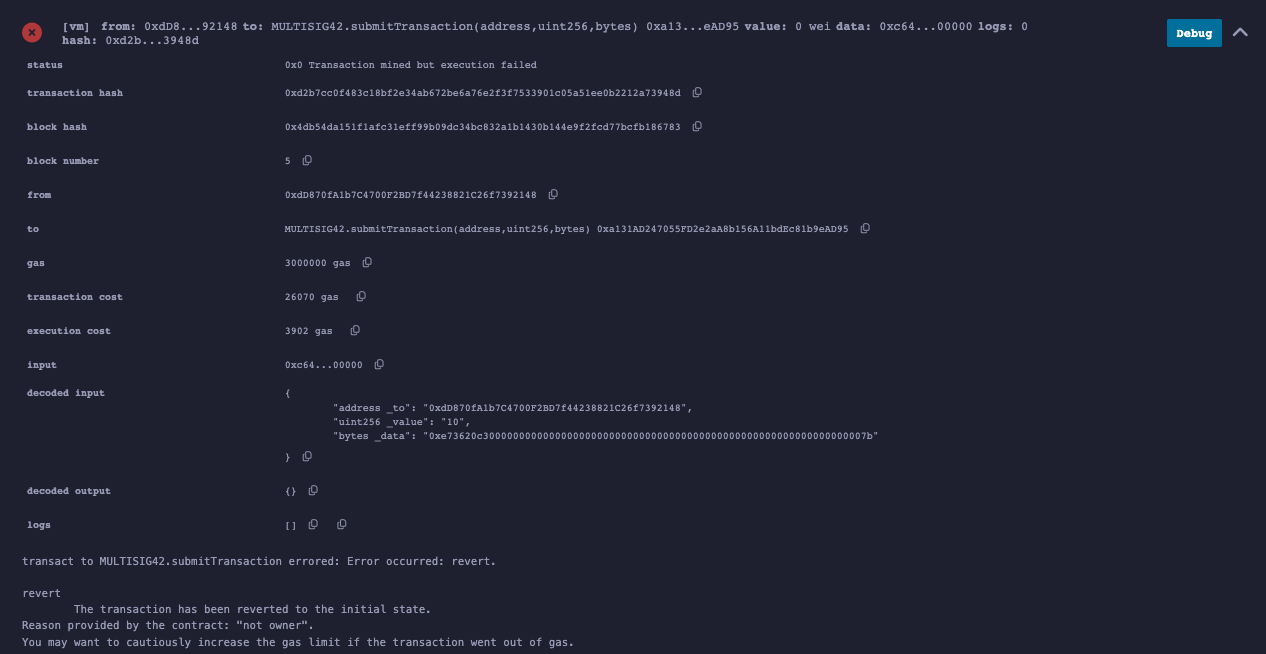 [vm] from: 0xdD8...92148 to: MULTISIG42.submitTransaction(address,uint256,bytes) 0xa13...eAD95 value: 0 wei data: 0xc64...00000 logs: 0
hash: 0xd2b...3948d
Debug
status 0x0 Transaction mined but execution failed
transaction hash 0xd2b7cc0f483c18bf2e34ab672be6a76e2f3f7533901c05a51ee0b2212a73948d
block hash 0x4db54da151f1afc31eff99b09dc34bc832a1b1430b144e9f2fcd77bcfb186783
block number 5
from 0xdD870fA1b7C4700F2BD7f44238821C26f7392148
to MULTISIG42.submitTransaction(address,uint256,bytes) 0xa131AD247055FD2e2aA8b156A11bdEc81b9eAD95
gas 3000000 gas
transaction cost 26070 gas
execution cost 3902 gas
input 0xc64...00000
decoded input {
"address _to": "0xdD870fA1b7C4700F2BD7f44238821C26f7392148",
"uint256 _value": "10",
"bytes _data": "0xe73620c3000000000000000000000000000000000000000000000000000000000000007b"
}
decoded output {}
logs []
transact to MULTISIG42.submitTransaction errored: Error occurred: revert.
revert
The transaction has been reverted to the initial state.
Reason provided by the contract: "not owner".
You may want to cautiously increase the gas limit if the transaction went out of gas.